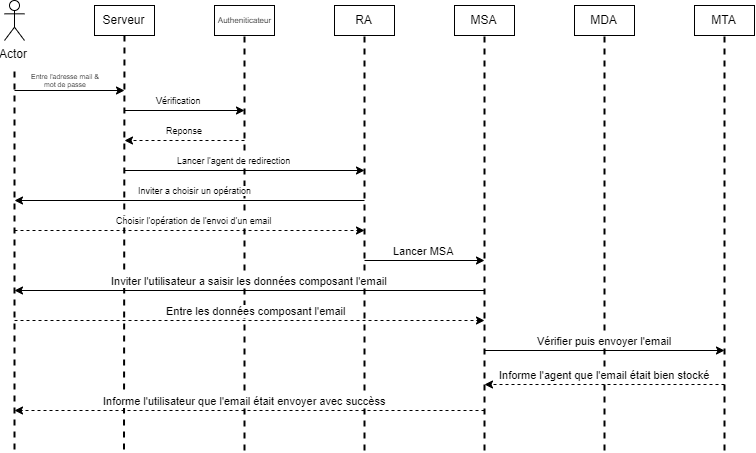 Serveur
Autheniticateur
RA
MSA
MDA
MTA
Actor
Entre l'adresse mail &
mot de passe
Vérification
Reponse
Lancer l'agent de redirection
Inviter a choisir un opération
Choisir l'opération de l'envoi d'un email
Lancer MSA
Inviter l'utilisateur a saisir les données composant l'email
Entre les données composant l'email
Vérifier puis envoyer l'email
Informe l'agent que l'email était bien stocké
Informe l'utilisateur que l'email était envoyer avec succèss